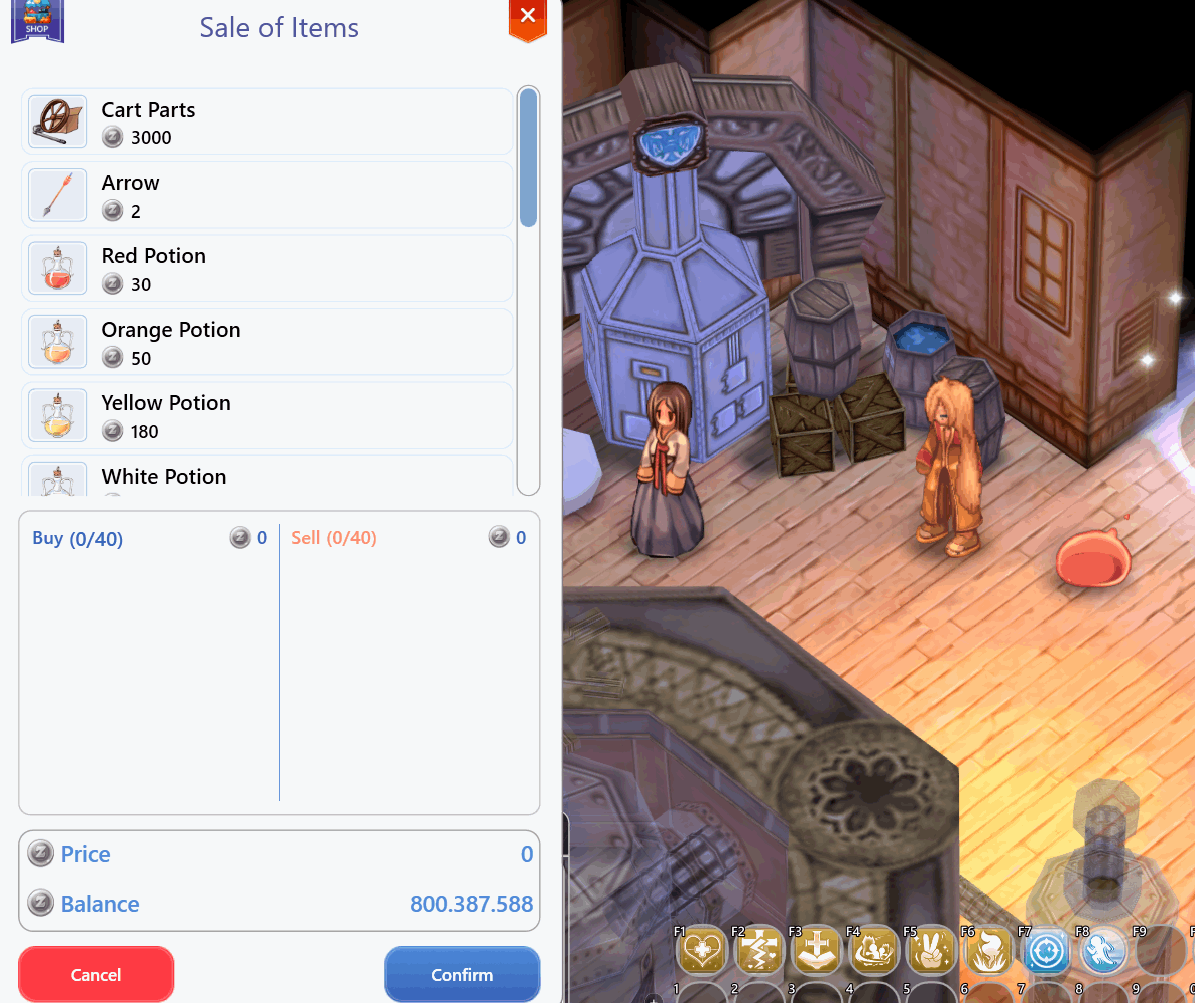 SHOP
Sale of Items
Cart Parts
3000
Arrow
2
Red Potion
30
Orange Potion
50
Yellow Potion
180
White Potion
Buy (0/40)
0
Sell (0/40)
0
Price
0
Balance
800.387.588
Cancel
Confirm
F1 F2 F3 F4 F5 F6 F7 F8 F9
1 2 3 4 5 6 7 8 9